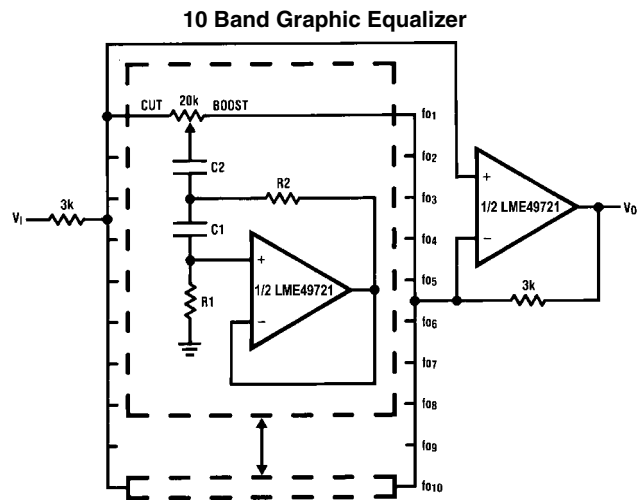 10 Band Graphic Equalizer
CUT 20k BOOST
fo1
fo2
C2
R2
fo3
+
1/2 LME49721
−
VO
3k
VI
C1
fo4
+
1/2 LME49721
−
R1
fo5
3k
fo6
fo7
fo8
fo9
fo10